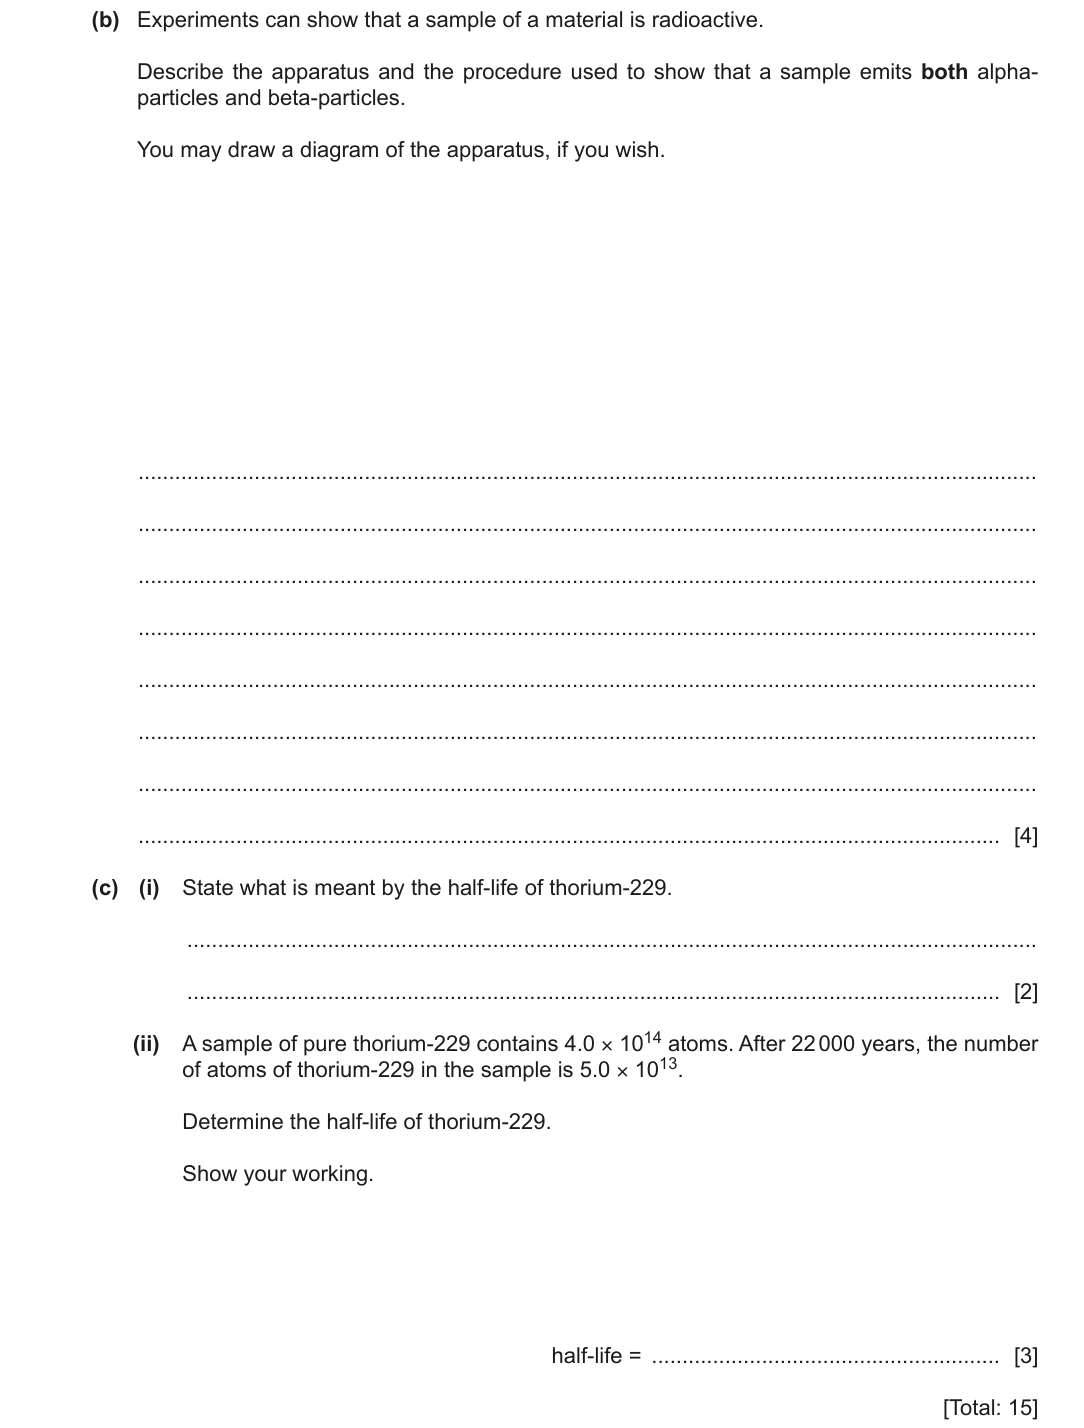 (b) Experiments can show that a sample of a material is radioactive.
Describe the apparatus and the procedure used to show that a sample emits both alpha-
particles and beta-particles.
You may draw a diagram of the apparatus, if you wish.
[4]
(c) (i) State what is meant by the half-life of thorium-229.
[2]
(ii) A sample of pure thorium-229 contains 4.0 × 10¹⁴ atoms. After 22 000 years, the number
of atoms of thorium-229 in the sample is 5.0 × 10¹³.
Determine the half-life of thorium-229.
Show your working.
half-life = .......................................................... [3]
[Total: 15]